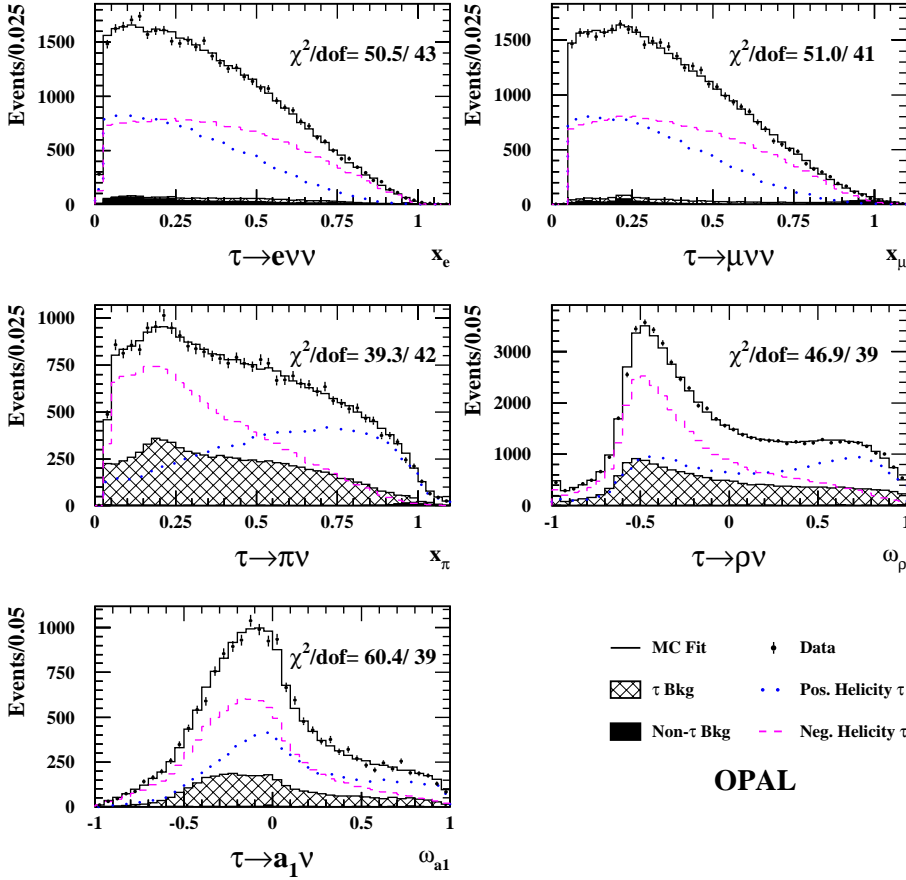 Events/0.025
χ²/dof= 50.5/ 43
0
500
1000
1500
0 0.25 0.5 0.75 1
τ→eνν
x_e
Events/0.025
χ²/dof= 51.0/ 41
0
500
1000
1500
0 0.25 0.5 0.75 1
τ→μνν
x_μ
Events/0.025
χ²/dof= 39.3/ 42
0
250
500
750
1000
0 0.25 0.5 0.75 1
τ→πν
x_π
Events/0.05
χ²/dof= 46.9/ 39
0
1000
2000
3000
-1 -0.5 0 0.5 1
τ→ρν
ω_ρ
Events/0.05
χ²/dof= 60.4/ 39
0
250
500
750
1000
-1 -0.5 0 0.5 1
τ→a₁ν
ω_a1
MC Fit
Data
τ Bkg
Pos. Helicity τ
Non-τ Bkg
Neg. Helicity τ
OPAL